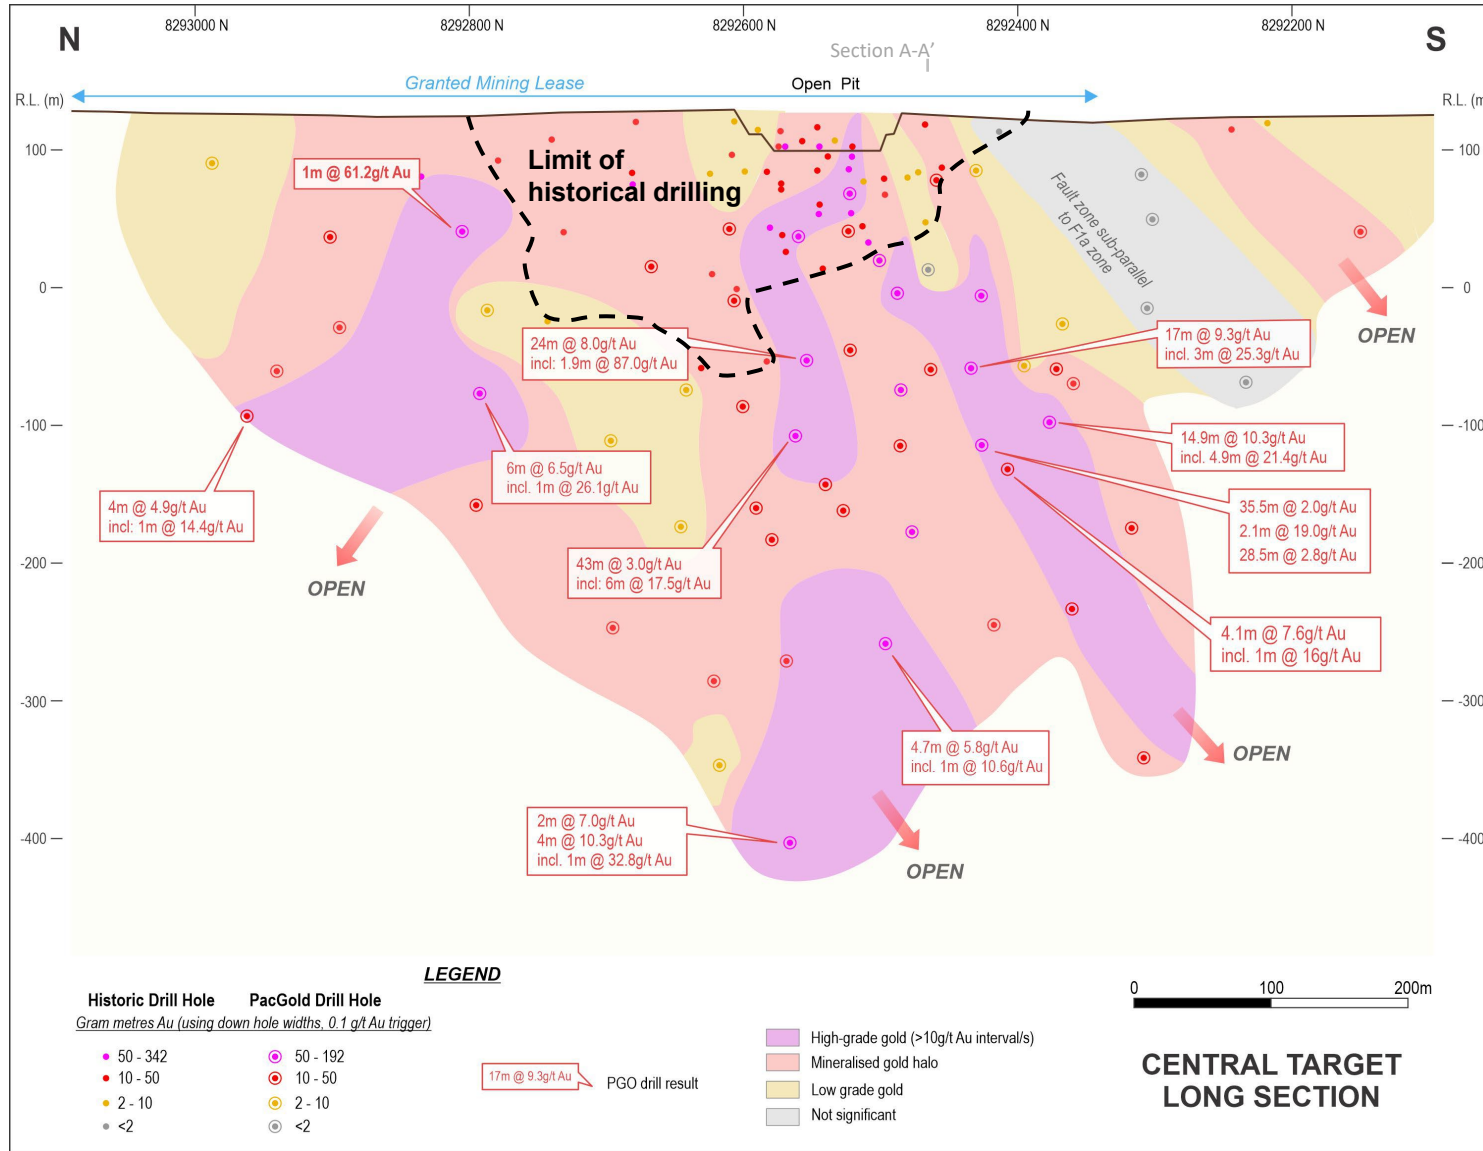 8293000 N
8292800 N
8292600 N
8292400 N
8292200 N
N
S
Section A-A’
Granted Mining Lease
Open Pit
R.L. (m)
R.L. (m)
100
100
0
0
-100
-100
-200
-200
-300
-300
-400
-400
Limit of
historical drilling
1m @ 61.2g/t Au
Fault zone sub-parallel
to F1a zone
OPEN
24m @ 8.0g/t Au
incl: 1.9m @ 87.0g/t Au
17m @ 9.3g/t Au
incl. 3m @ 25.3g/t Au
14.9m @ 10.3g/t Au
incl. 4.9m @ 21.4g/t Au
6m @ 6.5g/t Au
incl. 1m @ 26.1g/t Au
4m @ 4.9g/t Au
incl: 1m @ 14.4g/t Au
35.5m @ 2.0g/t Au
2.1m @ 19.0g/t Au
28.5m @ 2.8g/t Au
43m @ 3.0g/t Au
incl: 6m @ 17.5g/t Au
OPEN
4.1m @ 7.6g/t Au
incl. 1m @ 16g/t Au
4.7m @ 5.8g/t Au
incl. 1m @ 10.6g/t Au
OPEN
2m @ 7.0g/t Au
4m @ 10.3g/t Au
incl. 1m @ 32.8g/t Au
OPEN
LEGEND
Historic Drill Hole
PacGold Drill Hole
Gram metres Au (using down hole widths, 0.1 g/t Au trigger)
50 - 342
50 - 192
10 - 50
10 - 50
2 - 10
2 - 10
<2
<2
17m @ 9.3g/t Au
PGO drill result
High-grade gold (>10g/t Au interval/s)
Mineralised gold halo
Low grade gold
Not significant
0
100
200m
CENTRAL TARGET
LONG SECTION